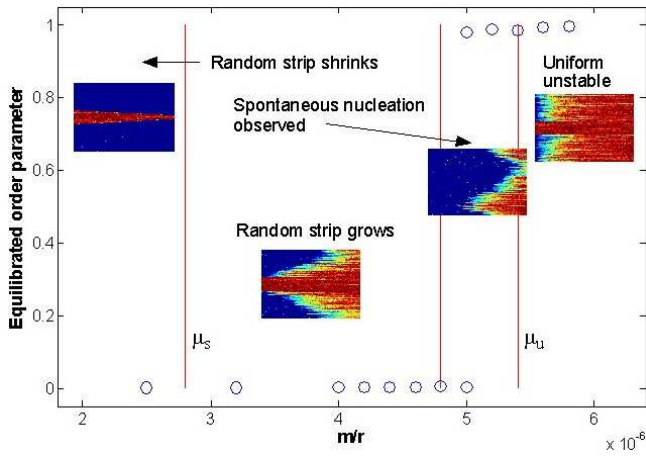 Random strip shrinks
Uniform
unstable
Spontaneous nucleation
observed
Random strip grows
μs
μu
Equilibrated order parameter
1
0.8
0.6
0.4
0.2
0
2
3
4
5
6
m/r
x 10⁻⁶